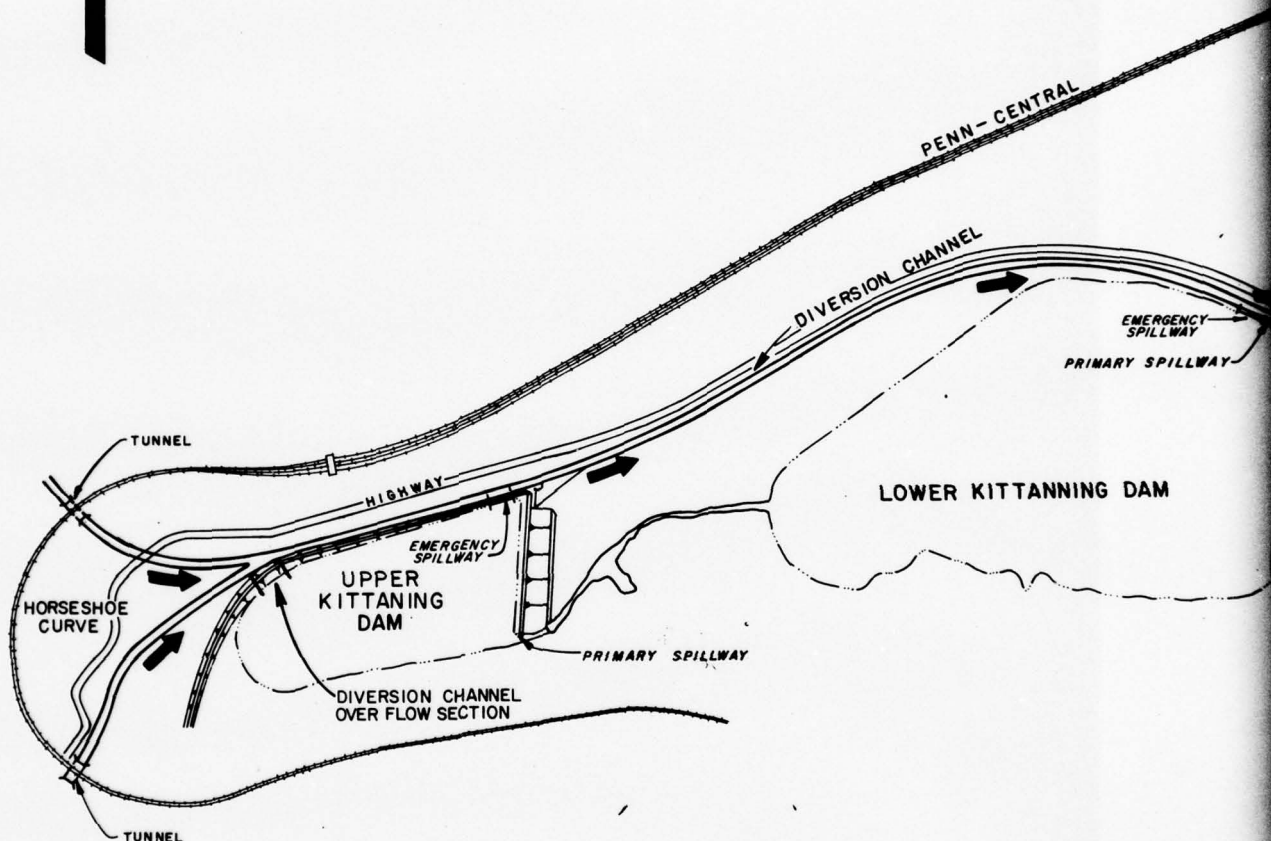 PENN-CENTRAL
DIVERSION CHANNEL
EMERGENCY
SPILLWAY
PRIMARY SPILLWAY
TUNNEL
HIGHWAY
LOWER KITTANNING DAM
EMERGENCY
SPILLWAY
UPPER
KITTANING
DAM
HORSESHOE
CURVE
PRIMARY SPILLWAY
DIVERSION CHANNEL
OVER FLOW SECTION
TUNNEL